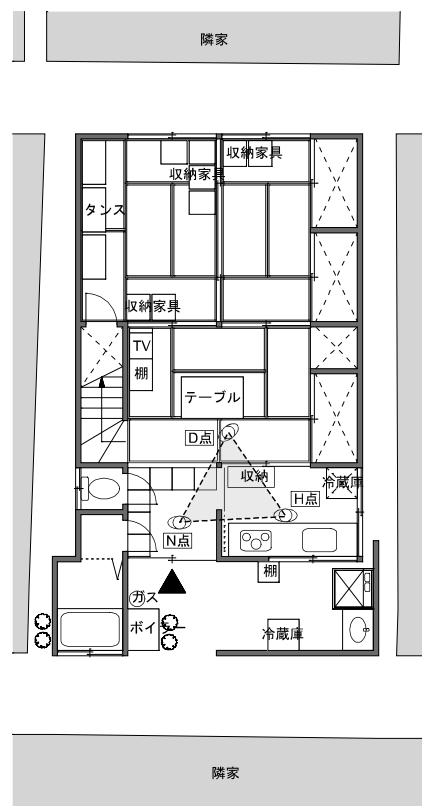 隣家
収納家具
収納家具
タンス
収納家具
TV
棚
テーブル
D点
収納
冷蔵庫
H点
N点
棚
ガス
ボイラー
冷蔵庫
隣家